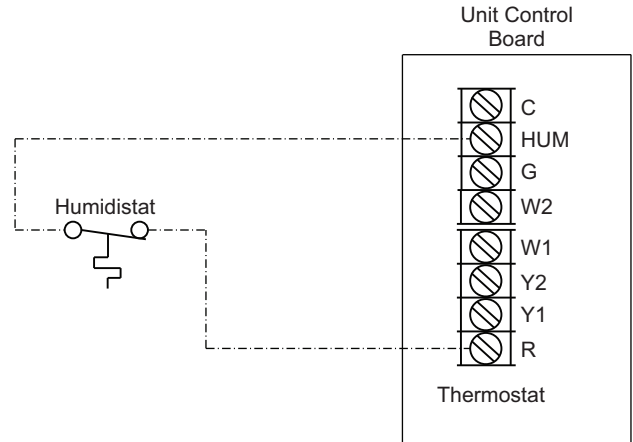 Unit Control
Board
C
HUM
G
Humidistat
W2
W1
Y2
Y1
R
Thermostat